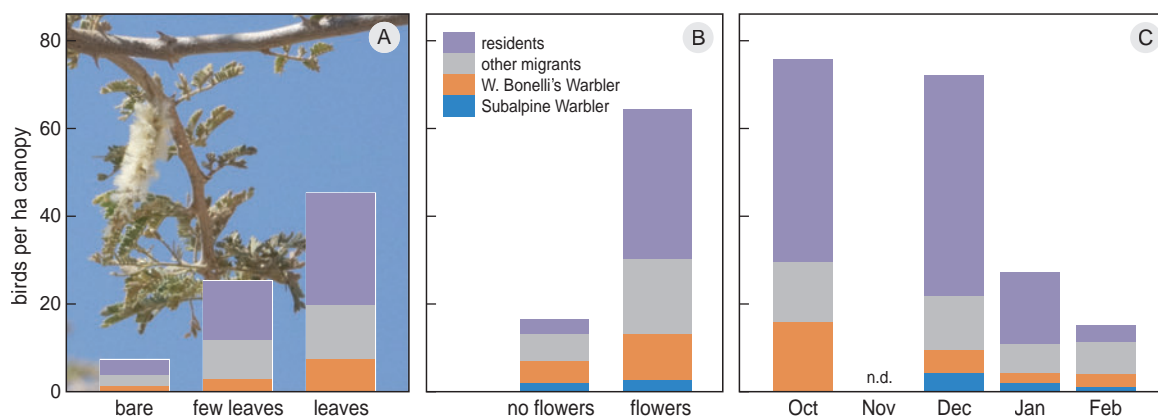 A
B
C
80
60
40
20
0
birds per ha canopy
residents
other migrants
W. Bonelli's Warbler
Subalpine Warbler
n.d.
bare few leaves leaves
no flowers flowers
Oct Nov Dec Jan Feb